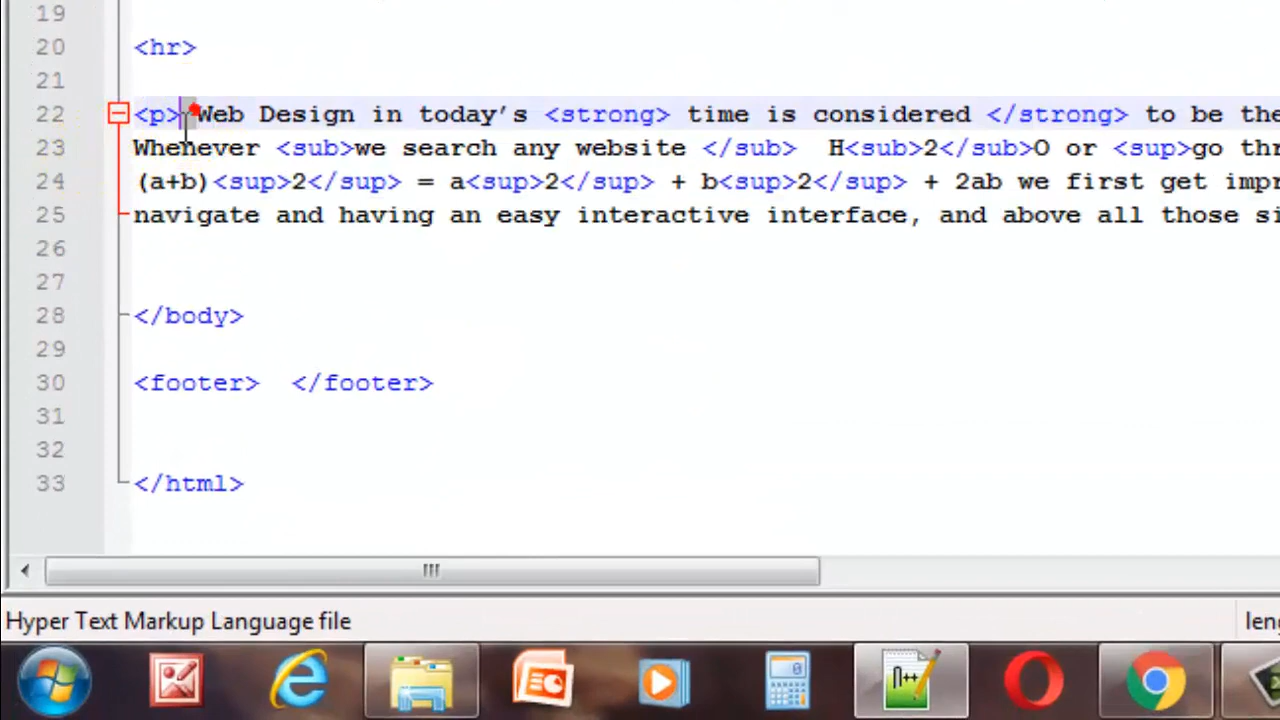 19
20 <hr>
21
22 <p> Web Design in today's <strong> time is considered </strong> to be the
23 Whenever <sub>we search any website </sub>  H<sub>2</sub>O or <sup>go thr
24 (a+b)<sup>2</sup> = a<sup>2</sup> + b<sup>2</sup> + 2ab we first get impr
25 navigate and having an easy interactive interface, and above all those si
26
27
28 </body>
29
30 <footer>  </footer>
31
32
33 </html>
Hyper Text Markup Language file
leng